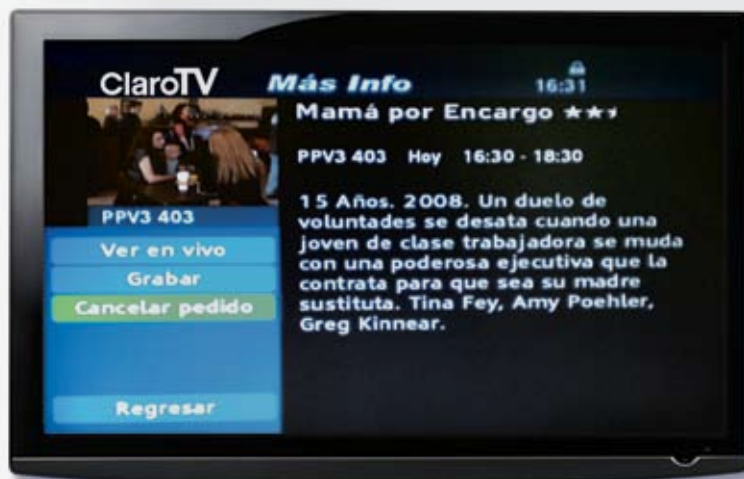 ClaroTV Más Info 16:31
Mamá por Encargo ★★⯨
PPV3 403 Hoy 16:30 - 18:30
15 Años. 2008. Un duelo de
voluntades se desata cuando una
joven de clase trabajadora se muda
con una poderosa ejecutiva que la
contrata para que sea su madre
sustituta. Tina Fey, Amy Poehler,
Greg Kinnear.
PPV3 403
Ver en vivo
Grabar
Cancelar pedido
Regresar